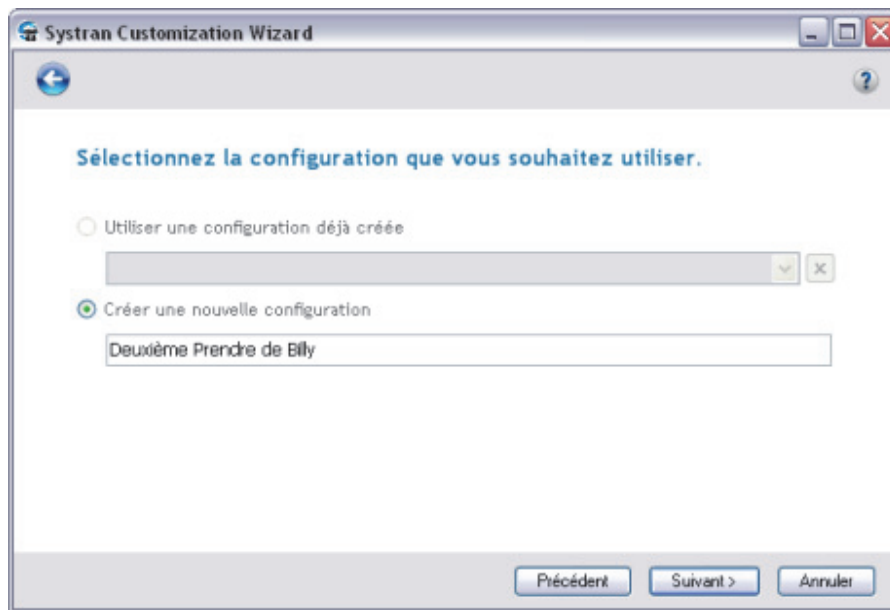 Systran Customization Wizard
Sélectionnez la configuration que vous souhaitez utiliser.
Utiliser une configuration déjà créée
Créer une nouvelle configuration
Deuxième Prendre de Billy
Précédent
Suivant >
Annuler